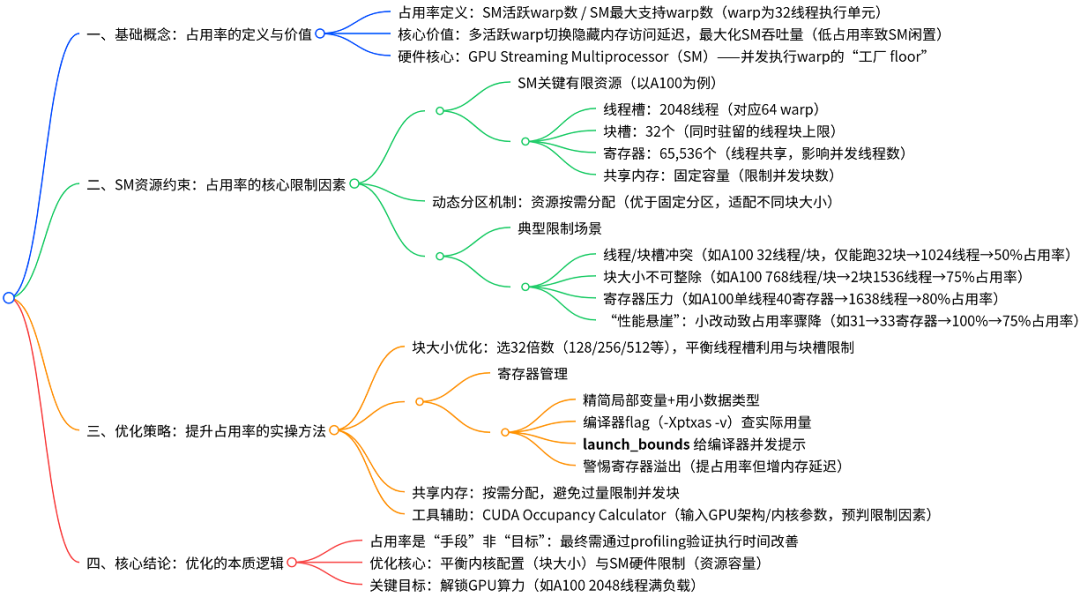 一、基础概念：占用率的定义与价值
占用率定义：SM活跃warp数 / SM最大支持warp数（warp为32线程执行单元）
核心价值：多活跃warp切换隐藏内存访问延迟，最大化SM吞吐量（低占用率致SM闲置）
硬件核心：GPU Streaming Multiprocessor（SM）——并发执行warp的“工厂 floor”
二、SM资源约束：占用率的核心限制因素
SM关键有限资源（以A100为例）
线程槽：2048线程（对应64 warp）
块槽：32个（同时驻留的线程块上限）
寄存器：65,536个（线程共享，影响并发线程数）
共享内存：固定容量（限制并发块数）
动态分区机制：资源按需分配（优于固定分区，适配不同块大小）
典型限制场景
线程/块槽冲突（如A100 32线程/块，仅能跑32块→1024线程→50%占用率）
块大小不可整除（如A100 768线程/块→2块1536线程→75%占用率）
寄存器压力（如A100单线程40寄存器→1638线程→80%占用率）
“性能悬崖”：小改动致占用率骤降（如31→33寄存器→100%→75%占用率）
三、优化策略：提升占用率的实操方法
块大小优化：选32倍数（128/256/512等），平衡线程槽利用与块槽限制
寄存器管理
精简局部变量+用小数据类型
编译器flag（-Xptxas -v）查实际用量
launch_bounds 给编译器并发提示
警惕寄存器溢出（提占用率但增内存延迟）
共享内存：按需分配，避免过量限制并发块
工具辅助：CUDA Occupancy Calculator（输入GPU架构/内核参数，预判限制因素）
四、核心结论：优化的本质逻辑
占用率是“手段”非“目标”：最终需通过profiling验证执行时间改善
优化核心：平衡内核配置（块大小）与SM硬件限制（资源容量）
关键目标：解锁GPU算力（如A100 2048线程满负载）